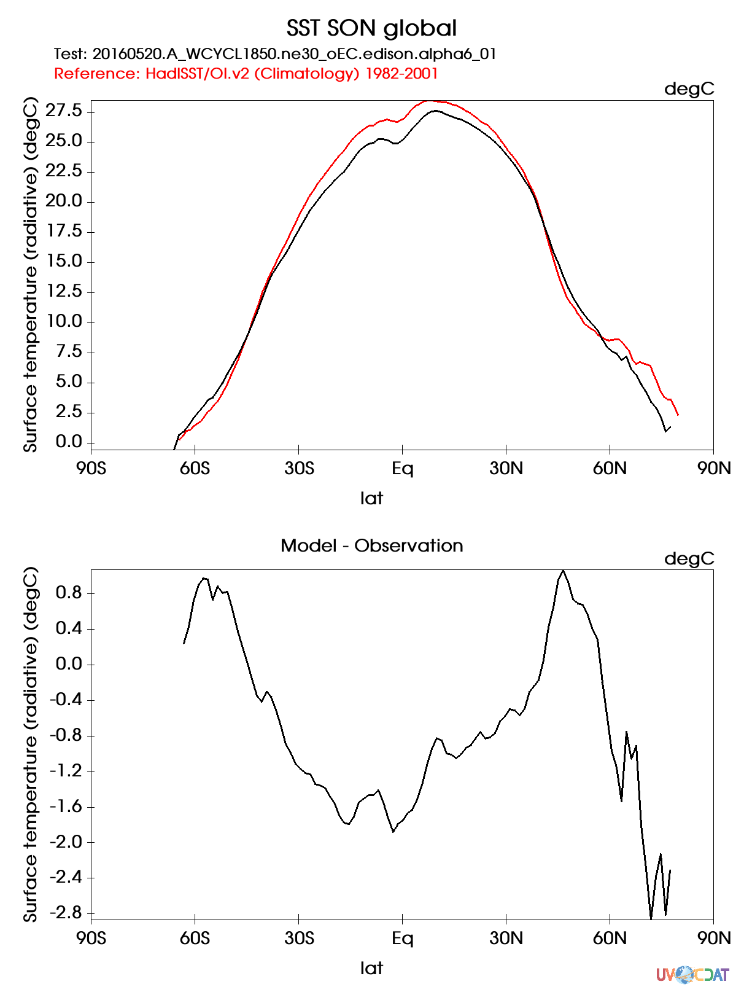 SST SON global
Test: 20160520.A_WCYCL1850.ne30_oEC.edison.alpha6_01
Reference: HadISST/OI.v2 (Climatology) 1982-2001
degC
Surface temperature (radiative) (degC)
27.5
25.0
22.5
20.0
17.5
15.0
12.5
10.0
7.5
5.0
2.5
0.0
90S 60S 30S Eq 30N 60N 90N
lat
Model - Observation
degC
Surface temperature (radiative) (degC)
0.8
0.4
0.0
-0.4
-0.8
-1.2
-1.6
-2.0
-2.4
-2.8
90S 60S 30S Eq 30N 60N 90N
lat
UV CDAT